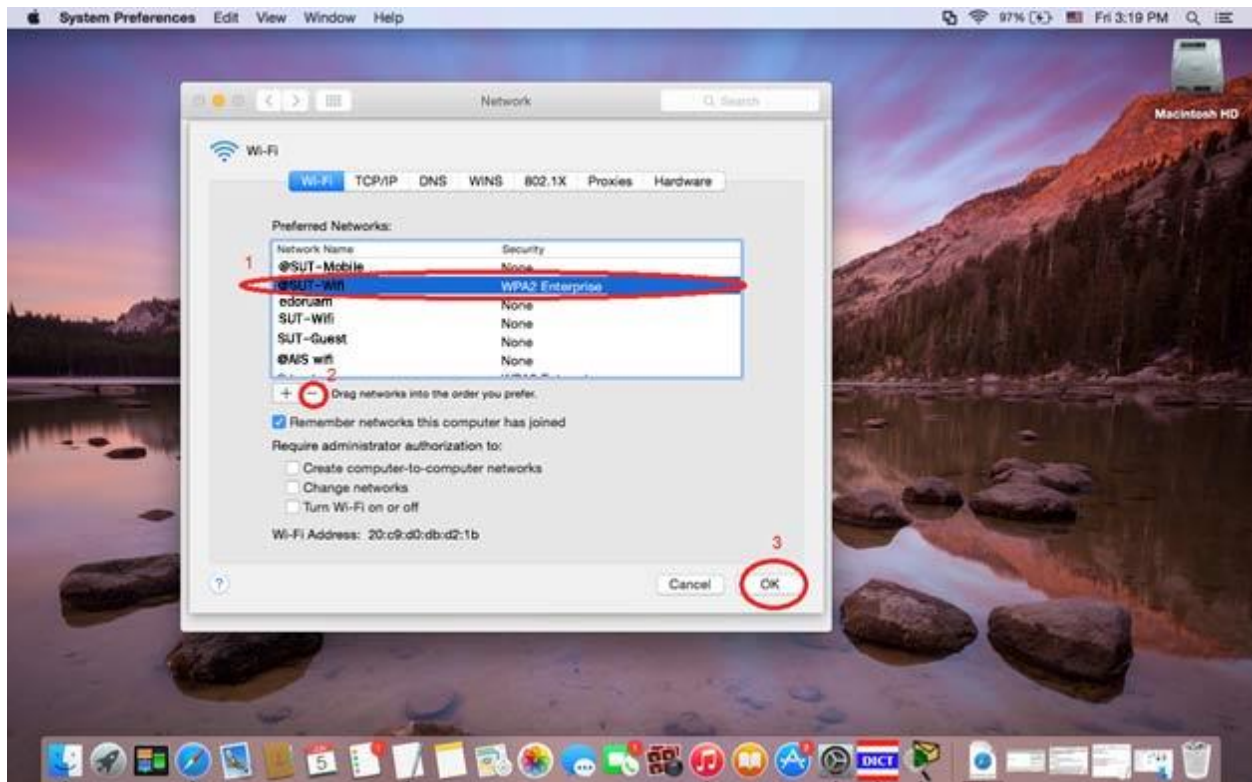 System Preferences Edit View Window Help 97% Fri 3:19 PM
Network Search
Macintosh HD
Wi-Fi
Wi-Fi TCP/IP DNS WINS 802.1X Proxies Hardware
Preferred Networks:
Network Name Security
1 @SUT-Mobile None
@SUT-Wifi WPA2 Enterprise
edoruam None
SUT-Wifi None
SUT-Guest None
@AIS wifi None
2
+ − Drag networks into the order you prefer.
Remember networks this computer has joined
Require administrator authorization to:
Create computer-to-computer networks
Change networks
Turn Wi-Fi on or off
Wi-Fi Address: 20:c9:d0:db:d2:1b
3
? Cancel OK
5 DICT